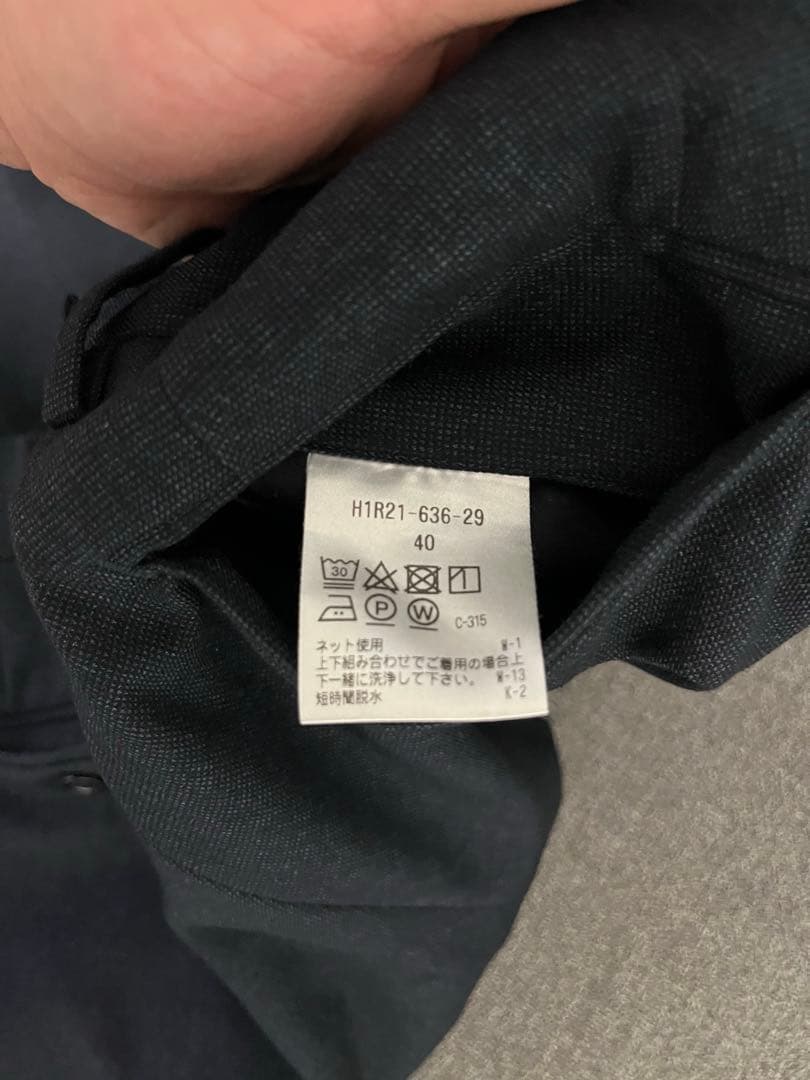 H1R21-636-29
40
30
P W C-315
ネット使用 W-1
上下組み合わせでご着用の場合上
下一緒に洗浄して下さい。 W-13
短時間脱水 K-2